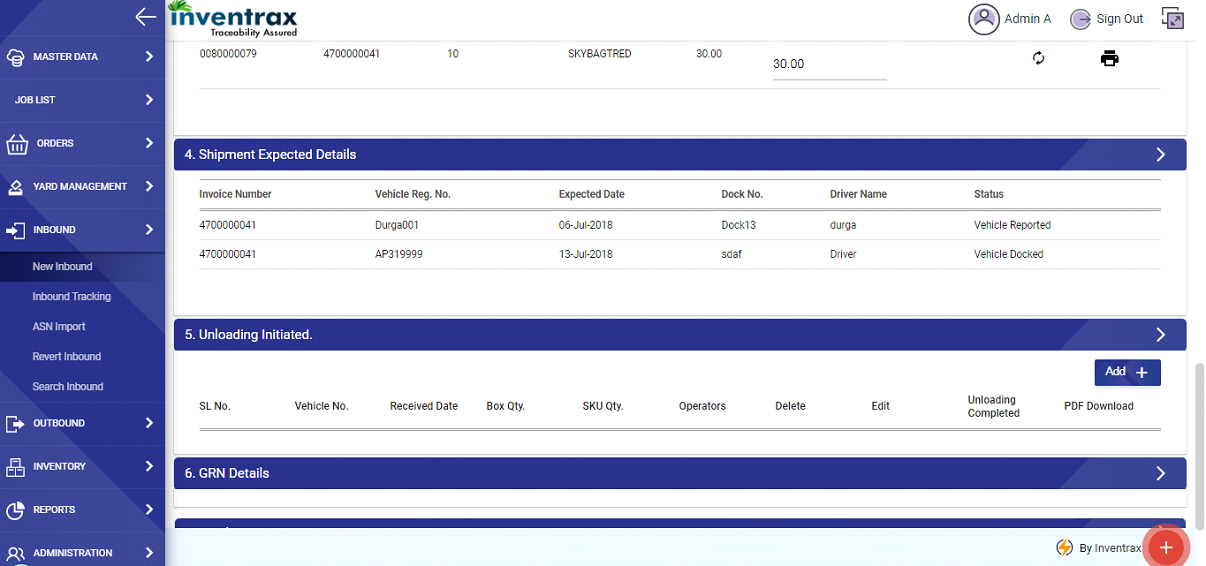 inventrax
Traceability Assured
Admin A
Sign Out
MASTER DATA
JOB LIST
ORDERS
YARD MANAGEMENT
INBOUND
New Inbound
Inbound Tracking
ASN Import
Revert Inbound
Search Inbound
OUTBOUND
INVENTORY
REPORTS
ADMINISTRATION
0080000079 4700000041 10 SKYBAGTRED 30.00 30.00
4. Shipment Expected Details
Invoice Number Vehicle Reg. No. Expected Date Dock No. Driver Name Status
4700000041 Durga001 06-Jul-2018 Dock13 durga Vehicle Reported
4700000041 AP319999 13-Jul-2018 sdaf Driver Vehicle Docked
5. Unloading Initiated.
Add +
SL No. Vehicle No. Received Date Box Qty. SKU Qty. Operators Delete Edit Unloading Completed PDF Download
6. GRN Details
By Inventrax
+